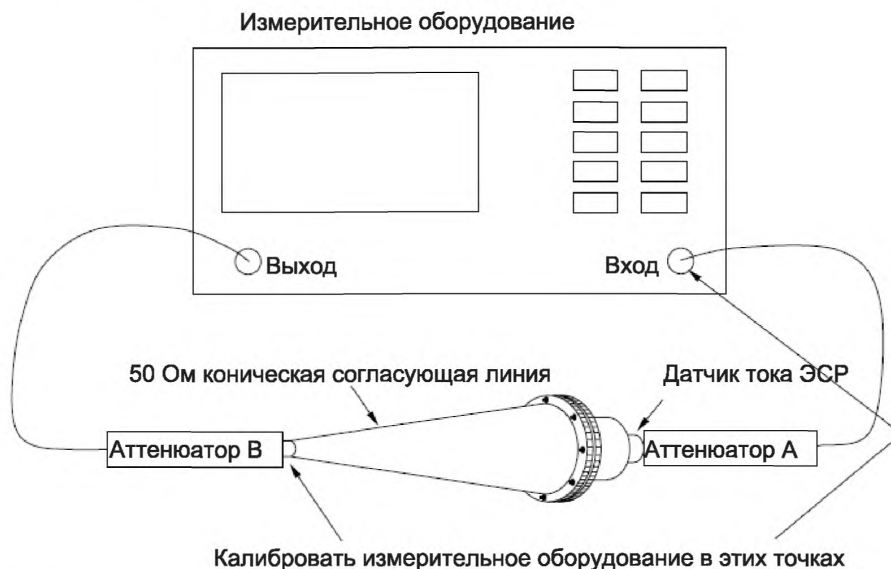 Измерительное оборудование
Выход
Вход
50 Ом коническая согласующая линия
Датчик тока ЭСР
Аттенюатор В
Аттенюатор А
Калибровать измерительное оборудование в этих точках